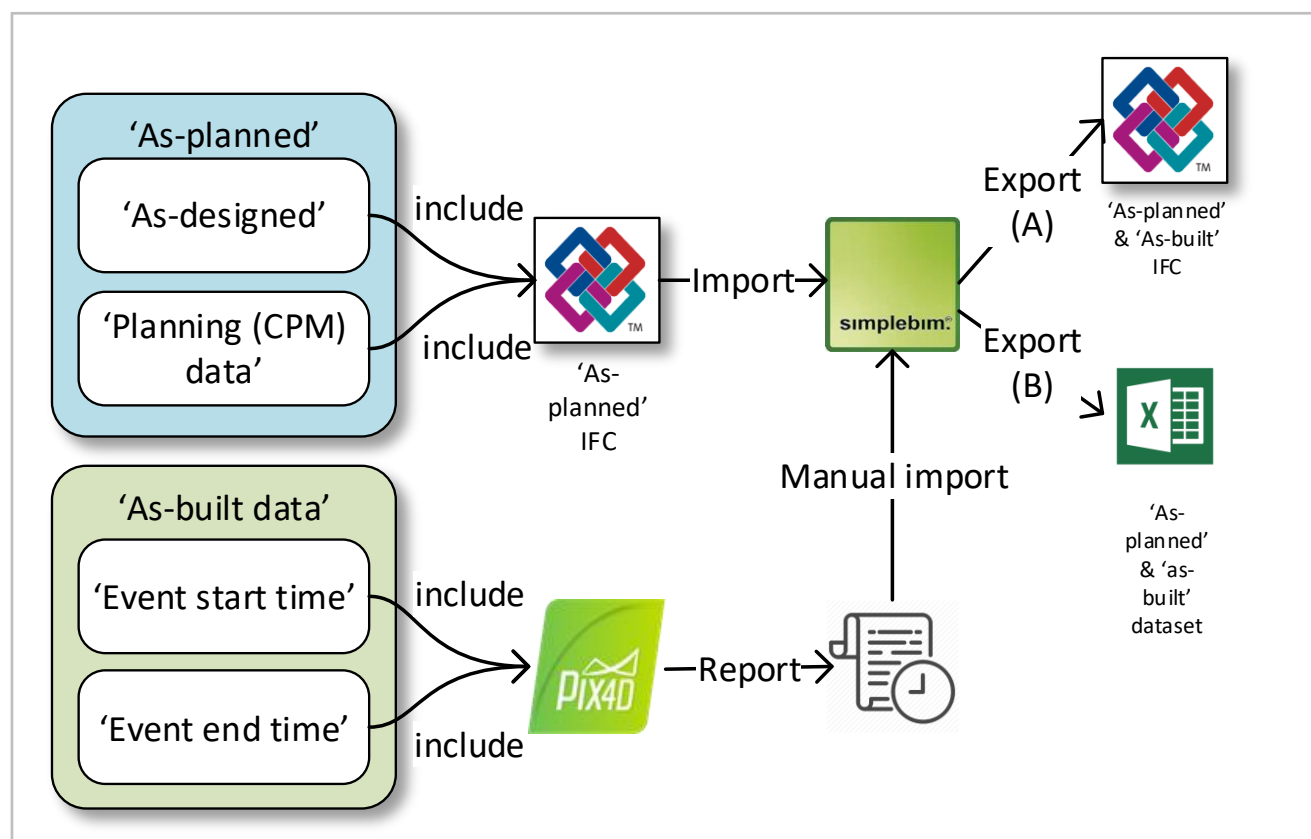 ‘As-planned’
‘As-designed’
‘Planning (CPM)
data’
include
include
TM
‘As-
planned’
IFC
Import
simplebim®
Export
(A)
TM
‘As-planned’
& ‘As-built’
IFC
Export
(B)
X
‘As-
planned’
& ‘as-
built’
dataset
‘As-built data’
‘Event start time’
‘Event end time’
include
include
PIX4D
Report
Manual import